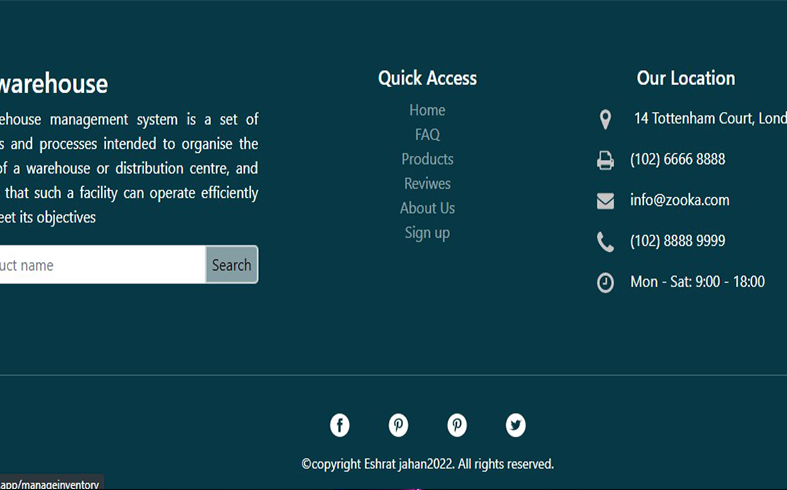 warehouse
ehouse management system is a set of
s and processes intended to organise the
of a warehouse or distribution centre, and
that such a facility can operate efficiently
eet its objectives
uct name
Search
Quick Access
Home
FAQ
Products
Reviwes
About Us
Sign up
Our Location
14 Tottenham Court, Lond
(102) 6666 8888
info@zooka.com
(102) 8888 9999
Mon - Sat: 9:00 - 18:00
©copyright Eshrat jahan2022. All rights reserved.
app/manageinventory